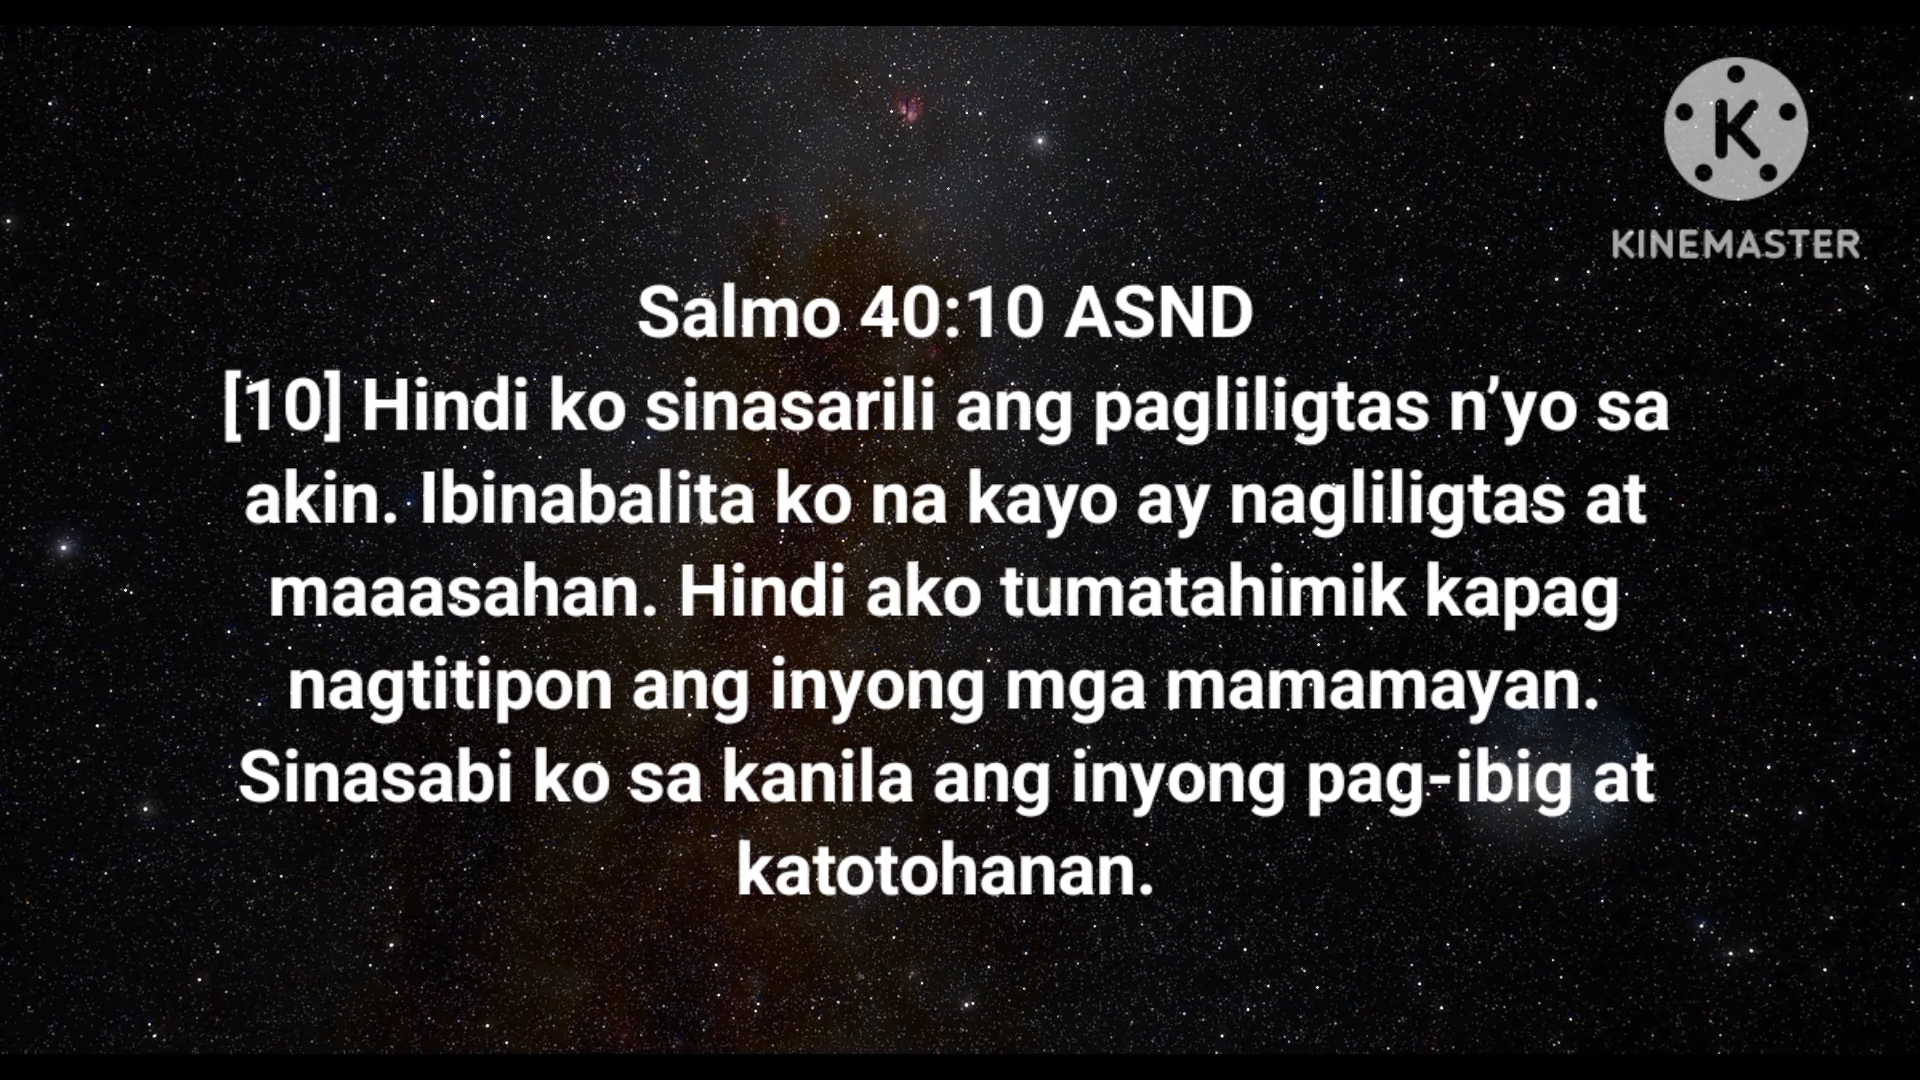 K
KINEMASTER
Salmo 40:10 ASND
[10] Hindi ko sinasarili ang pagliligtas n’yo sa
akin. Ibinabalita ko na kayo ay nagliligtas at
maaasahan. Hindi ako tumatahimik kapag
nagtitipon ang inyong mga mamamayan.
Sinasabi ko sa kanila ang inyong pag-ibig at
katotohanan.